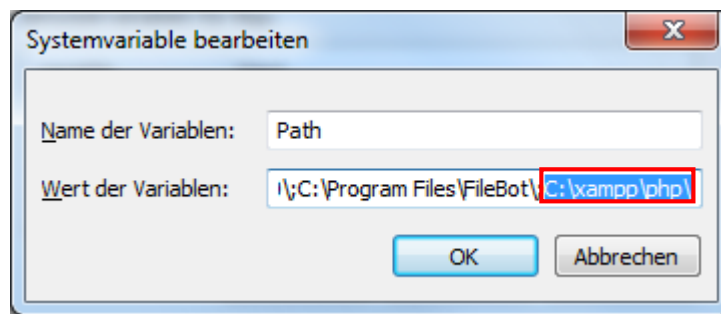 Systemvariable bearbeiten
Name der Variablen: Path
Wert der Variablen: \;C:\Program Files\FileBot\;C:\xampp\php\
OK Abbrechen